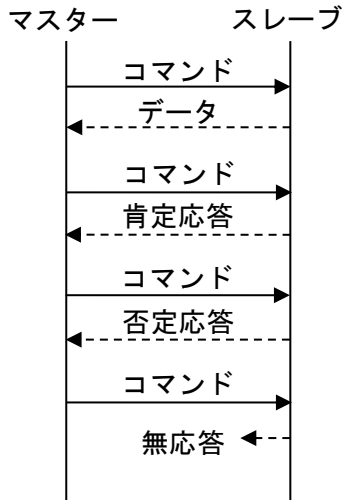 マスター スレーブ
コマンド
データ
コマンド
肯定応答
コマンド
否定応答
コマンド
無応答